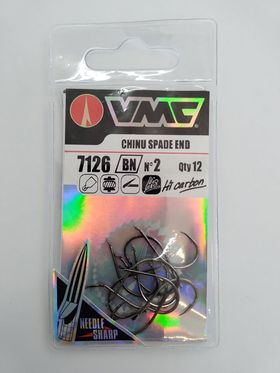 VMC
CHINU SPADE END
7126 BN N°2 Qty 12
Hi carbon
NEEDLE
SHARP